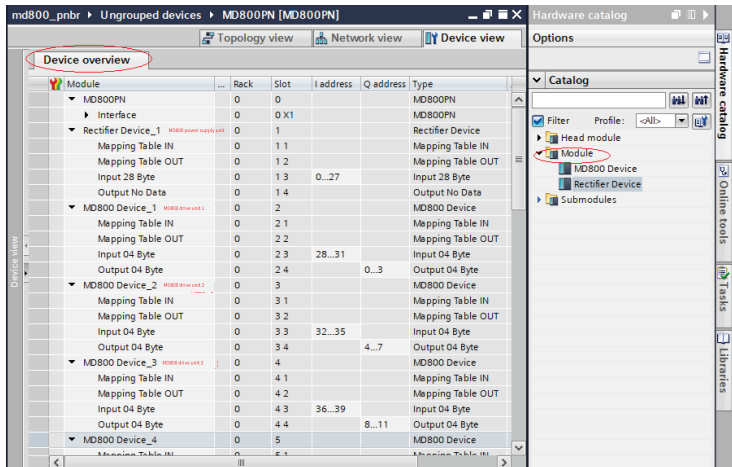 md800_pnbr ▸ Ungrouped devices ▸ MD800PN [MD800PN]
Topology view Network view Device view
Device overview
Module ... Rack Slot I address Q address Type
MD800PN 0 0 MD800PN
Interface 0 0 X1 MD800PN
Rectifier Device_1 MD800 power supply unit 0 1 Rectifier Device
Mapping Table IN 0 1 1 Mapping Table IN
Mapping Table OUT 0 1 2 Mapping Table OUT
Input 28 Byte 0 1 3 0...27 Input 28 Byte
Output No Data 0 1 4 Output No Data
MD800 Device_1 MD800 drive unit 1 0 2 MD800 Device
Mapping Table IN 0 2 1 Mapping Table IN
Mapping Table OUT 0 2 2 Mapping Table OUT
Input 04 Byte 0 2 3 28...31 Input 04 Byte
Output 04 Byte 0 2 4 0...3 Output 04 Byte
MD800 Device_2 MD800 drive unit 2 0 3 MD800 Device
Mapping Table IN 0 3 1 Mapping Table IN
Mapping Table OUT 0 3 2 Mapping Table OUT
Input 04 Byte 0 3 3 32...35 Input 04 Byte
Output 04 Byte 0 3 4 4...7 Output 04 Byte
MD800 Device_3 MD800 drive unit 3 0 4 MD800 Device
Mapping Table IN 0 4 1 Mapping Table IN
Mapping Table OUT 0 4 2 Mapping Table OUT
Input 04 Byte 0 4 3 36...39 Input 04 Byte
Output 04 Byte 0 4 4 8...11 Output 04 Byte
MD800 Device_4 0 5 MD800 Device
Mapping Table IN 0 5 1 Mapping Table IN
Device view
Hardware catalog
Options
Catalog
Filter Profile: <All>
Head module
Module
MD800 Device
Rectifier Device
Submodules
Hardware catalog
Online tools
Tasks
Libraries